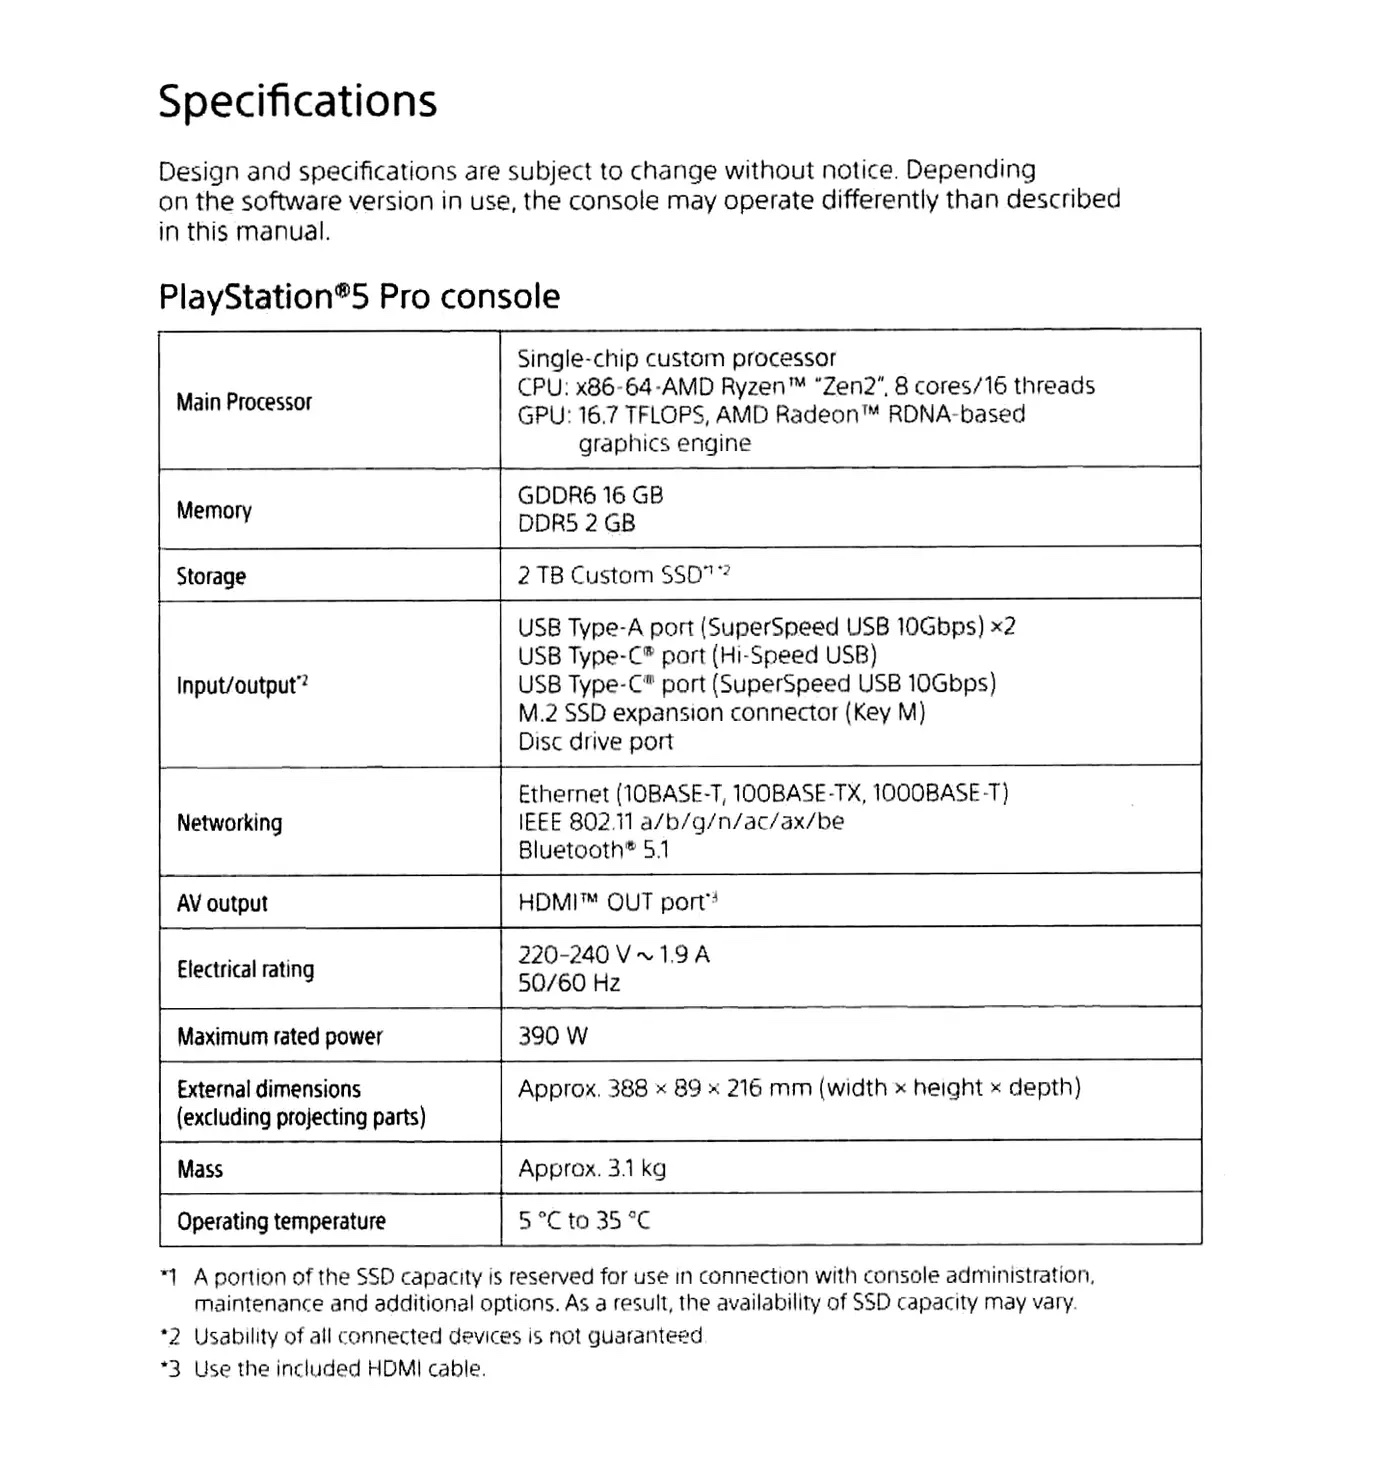 Specifications
Design and specifications are subject to change without notice. Depending
on the software version in use, the console may operate differently than described
in this manual.
PlayStation®5 Pro console
Main Processor
Single-chip custom processor
CPU: x86-64-AMD Ryzen™ "Zen2", 8 cores/16 threads
GPU: 16.7 TFLOPS, AMD Radeon™ RDNA-based
graphics engine
Memory
GDDR6 16 GB
DDR5 2 GB
Storage
2 TB Custom SSD*1 *2
Input/output*2
USB Type-A port (SuperSpeed USB 10Gbps) ×2
USB Type-C® port (Hi-Speed USB)
USB Type-C® port (SuperSpeed USB 10Gbps)
M.2 SSD expansion connector (Key M)
Disc drive port
Networking
Ethernet (10BASE-T, 100BASE-TX, 1000BASE-T)
IEEE 802.11 a/b/g/n/ac/ax/be
Bluetooth® 5.1
AV output
HDMI™ OUT port*3
Electrical rating
220-240 V ~ 1.9 A
50/60 Hz
Maximum rated power
390 W
External dimensions
(excluding projecting parts)
Approx. 388 × 89 × 216 mm (width × height × depth)
Mass
Approx. 3.1 kg
Operating temperature
5 °C to 35 °C
*1 A portion of the SSD capacity is reserved for use in connection with console administration,
maintenance and additional options. As a result, the availability of SSD capacity may vary.
*2 Usability of all connected devices is not guaranteed.
*3 Use the included HDMI cable.